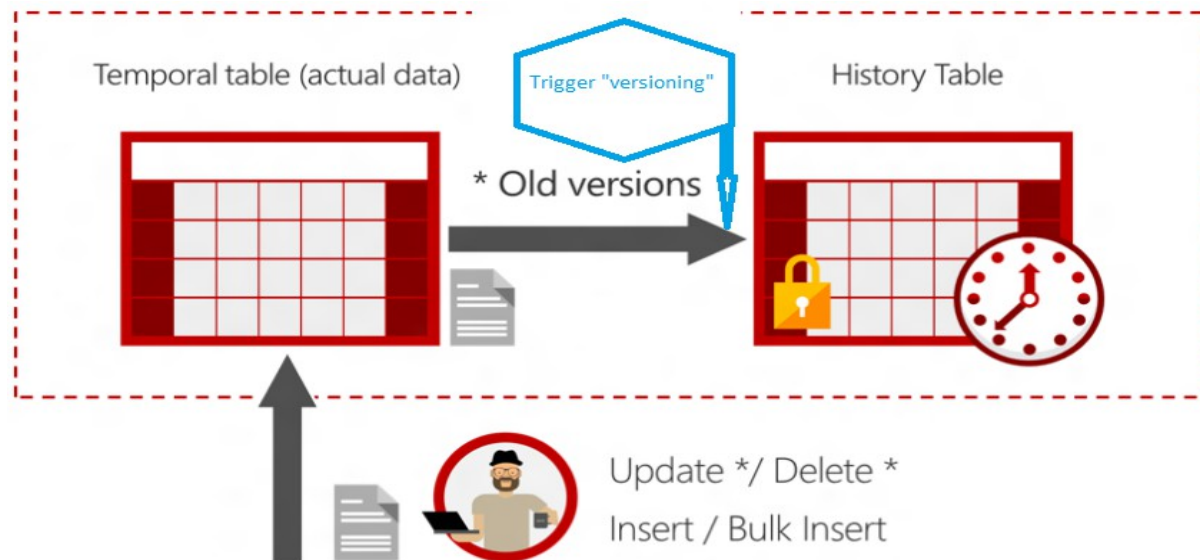 Temporal table (actual data)
Trigger "versioning"
History Table
* Old versions
Update */ Delete *
Insert / Bulk Insert